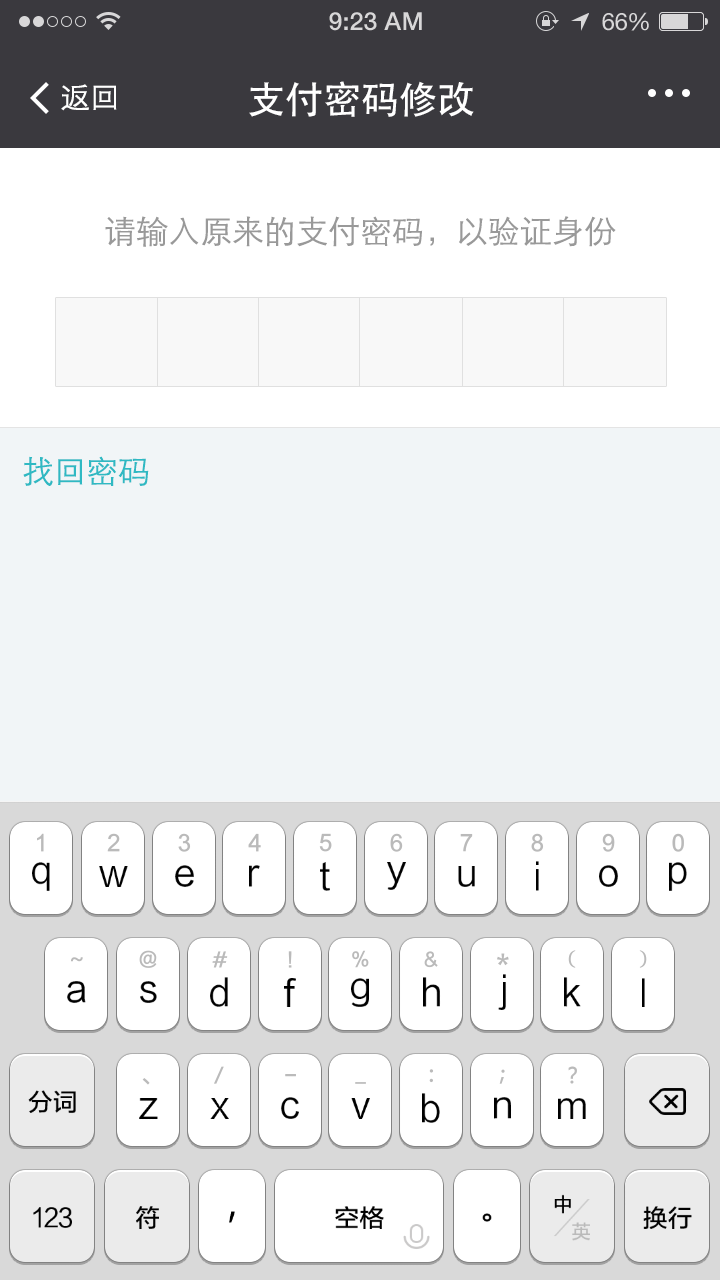 9:23 AM 66%
返回 支付密码修改
请输入原来的支付密码，以验证身份
找回密码
1 2 3 4 5 6 7 8 9 0
q w e r t y u i o p
~ @ # ! % & * ( )
a s d f g h j k l
、 / - _ : ; ?
分词 z x c v b n m
123 符 , 空格 。 中/英 换行